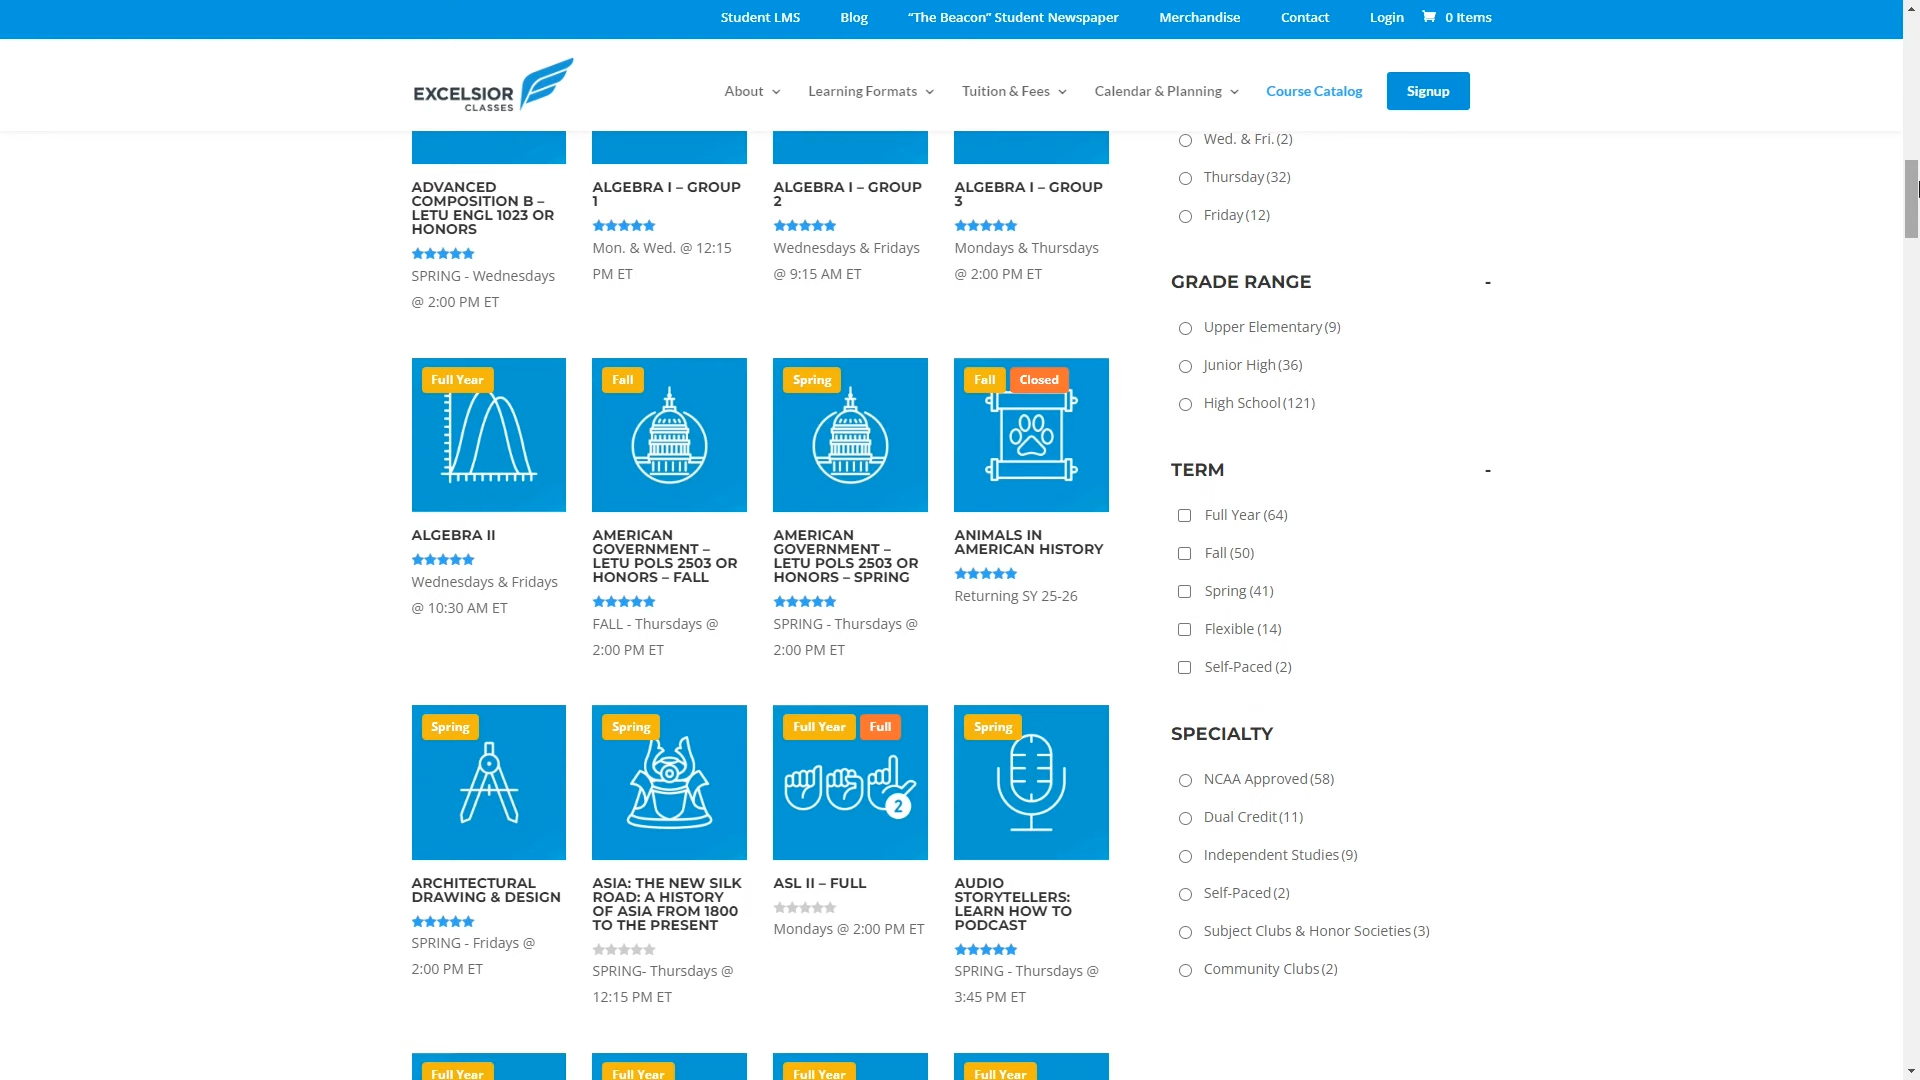 Student LMS
Blog
“The Beacon” Student Newspaper
Merchandise
Contact
Login
0 Items
EXCELSIOR
CLASSES
About
Learning Formats
Tuition & Fees
Calendar & Planning
Course Catalog
Signup
ADVANCED
COMPOSITION B –
LETU ENGL 1023 OR
HONORS
SPRING - Wednesdays
@ 2:00 PM ET
ALGEBRA I – GROUP
1
Mon. & Wed. @ 12:15
PM ET
ALGEBRA I – GROUP
2
Wednesdays & Fridays
@ 9:15 AM ET
ALGEBRA I – GROUP
3
Mondays & Thursdays
@ 2:00 PM ET
Full Year
ALGEBRA II
Wednesdays & Fridays
@ 10:30 AM ET
Fall
AMERICAN
GOVERNMENT –
LETU POLS 2503 OR
HONORS – FALL
FALL - Thursdays @
2:00 PM ET
Spring
AMERICAN
GOVERNMENT –
LETU POLS 2503 OR
HONORS – SPRING
SPRING - Thursdays @
2:00 PM ET
Fall
Closed
ANIMALS IN
AMERICAN HISTORY
Returning SY 25-26
Spring
ARCHITECTURAL
DRAWING & DESIGN
SPRING - Fridays @
2:00 PM ET
Spring
ASIA: THE NEW SILK
ROAD: A HISTORY
OF ASIA FROM 1800
TO THE PRESENT
SPRING- Thursdays @
12:15 PM ET
Full Year
Full
2
ASL II – FULL
Mondays @ 2:00 PM ET
Spring
AUDIO
STORYTELLERS:
LEARN HOW TO
PODCAST
SPRING - Thursdays @
3:45 PM ET
Full Year
Full Year
Full Year
Full Year
Wed. & Fri. (2)
Thursday (32)
Friday (12)
GRADE RANGE -
Upper Elementary (9)
Junior High (36)
High School (121)
TERM -
Full Year (64)
Fall (50)
Spring (41)
Flexible (14)
Self-Paced (2)
SPECIALTY
NCAA Approved (58)
Dual Credit (11)
Independent Studies (9)
Self-Paced (2)
Subject Clubs & Honor Societies (3)
Community Clubs (2)